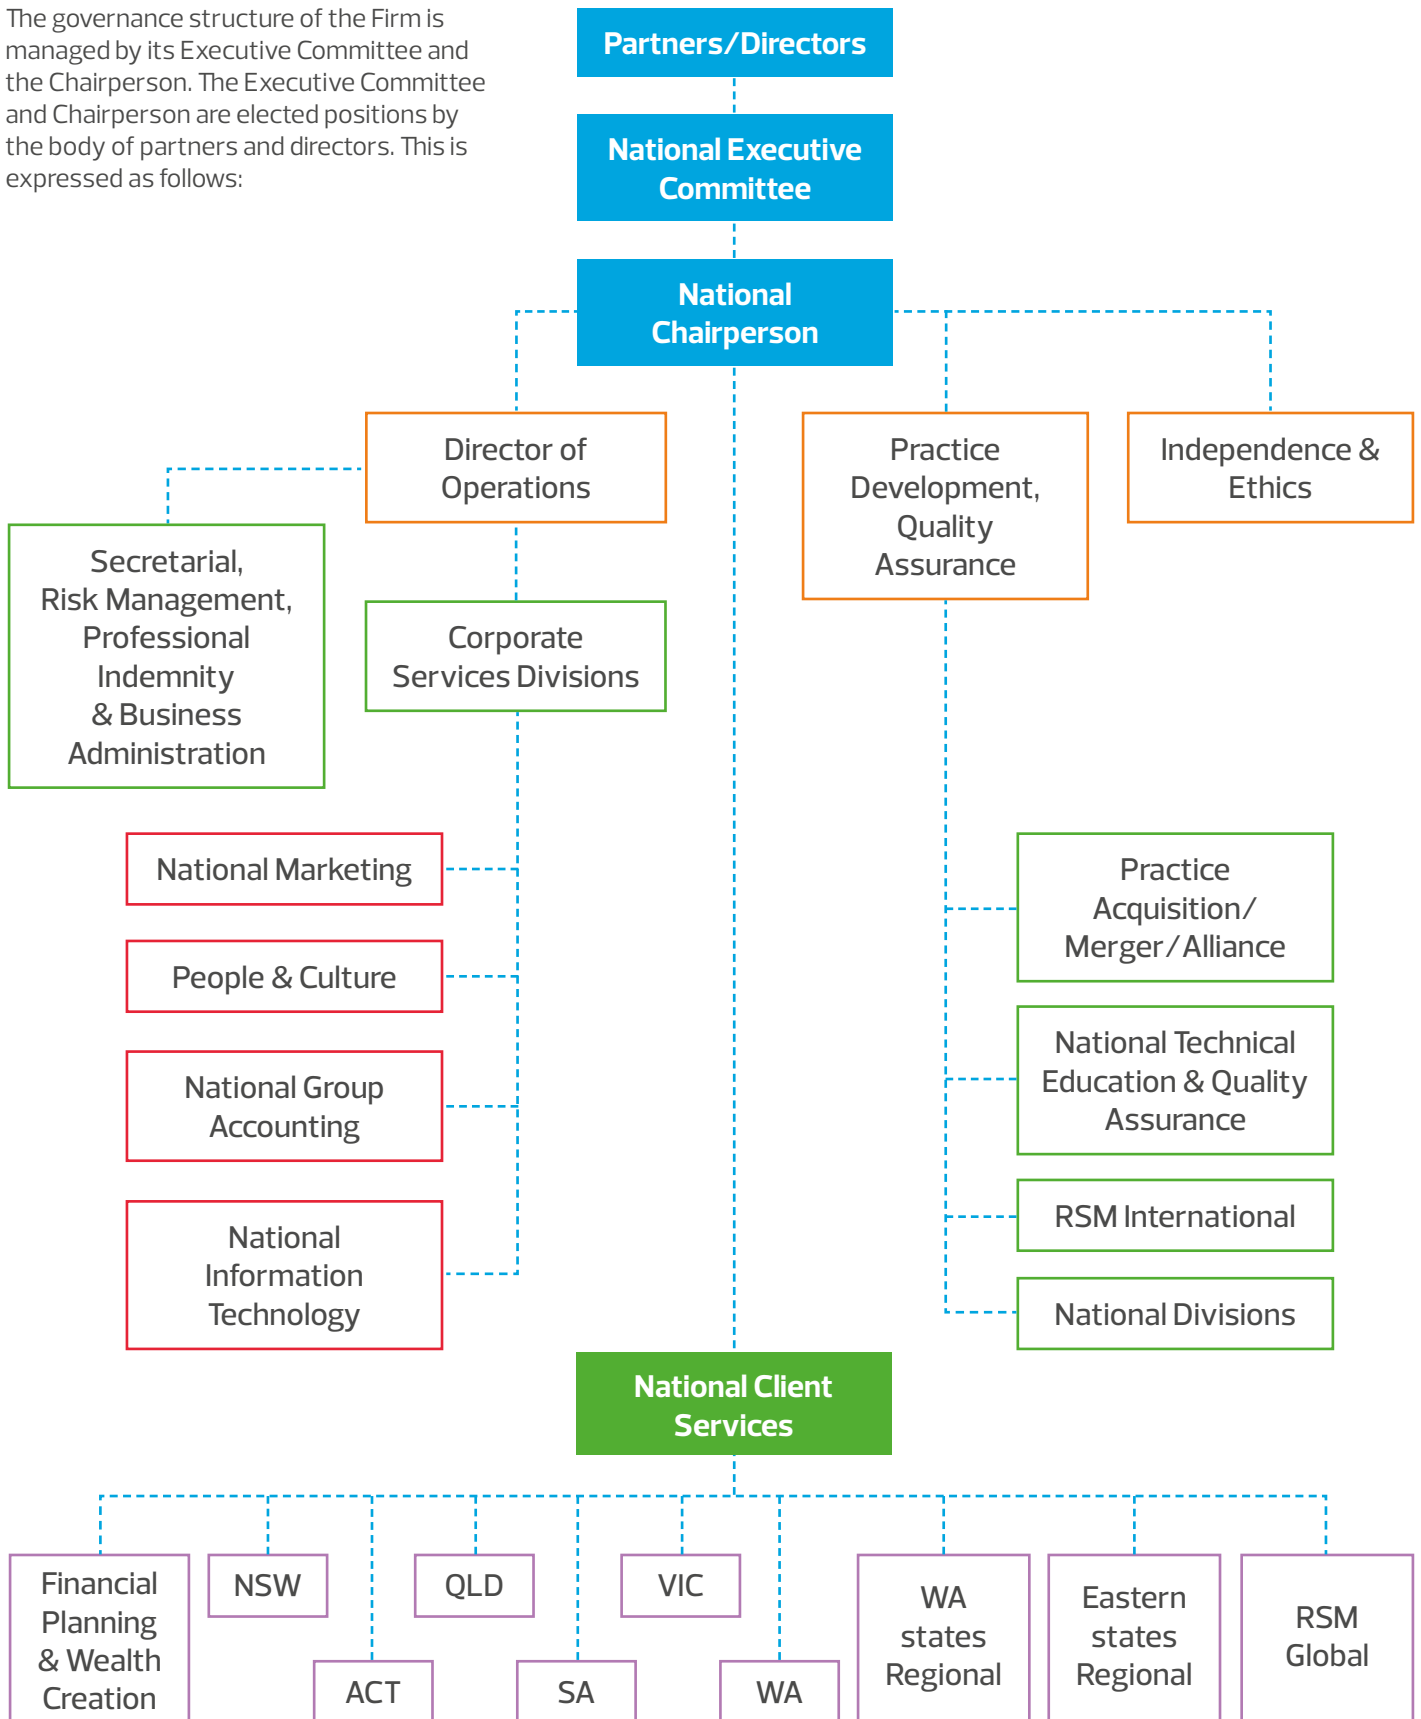 The governance structure of the Firm is
managed by its Executive Committee and
the Chairperson. The Executive Committee
and Chairperson are elected positions by
the body of partners and directors. This is
expressed as follows:
Partners/Directors
National Executive
Committee
National
Chairperson
Director of
Operations
Practice
Development,
Quality
Assurance
Independence &
Ethics
Secretarial,
Risk Management,
Professional
Indemnity
& Business
Administration
Corporate
Services Divisions
National Marketing
People & Culture
National Group
Accounting
National
Information
Technology
Practice
Acquisition/
Merger/Alliance
National Technical
Education & Quality
Assurance
RSM International
National Divisions
National Client
Services
Financial
Planning
& Wealth
Creation
NSW
ACT
QLD
SA
VIC
WA
WA
states
Regional
Eastern
states
Regional
RSM
Global